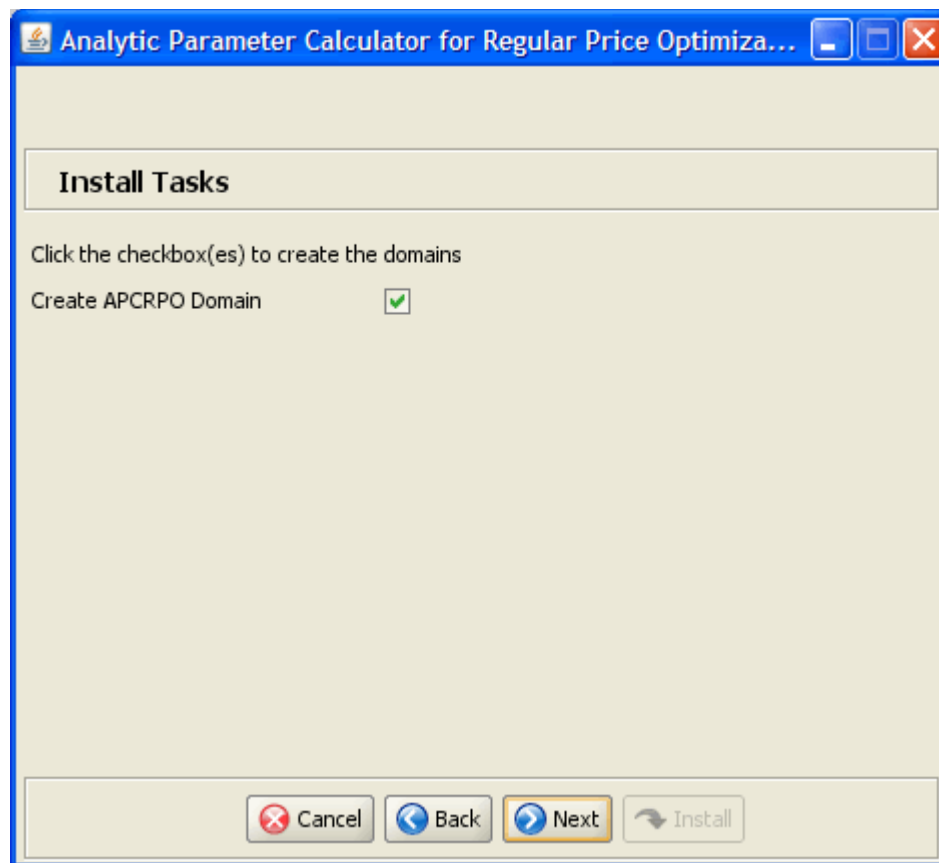 Analytic Parameter Calculator for Regular Price Optimiza...
Install Tasks
Click the checkbox(es) to create the domains
Create APCRPO Domain
Cancel
Back
Next
Install